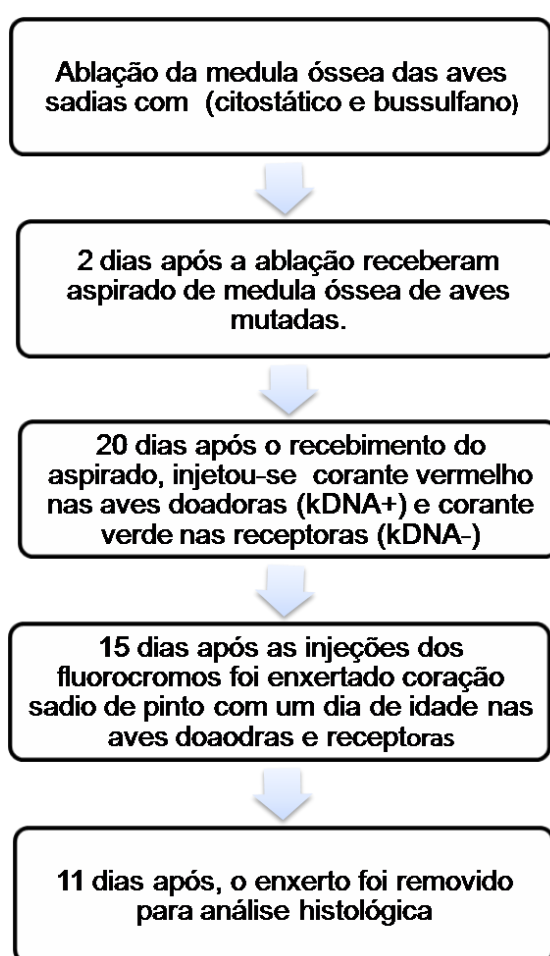 Ablação da medula óssea das aves
sadias com (citostático e bussulfano)
2 dias após a ablação receberam
aspirado de medula óssea de aves
mutadas.
20 dias após o recebimento do
aspirado, injetou-se corante vermelho
nas aves doadoras (kDNA+) e corante
verde nas receptoras (kDNA-)
15 dias após as injeções dos
fluorocromos foi enxertado coração
sadio de pinto com um dia de idade nas
aves doaodras e receptoras
11 dias após, o enxerto foi removido
para análise histológica